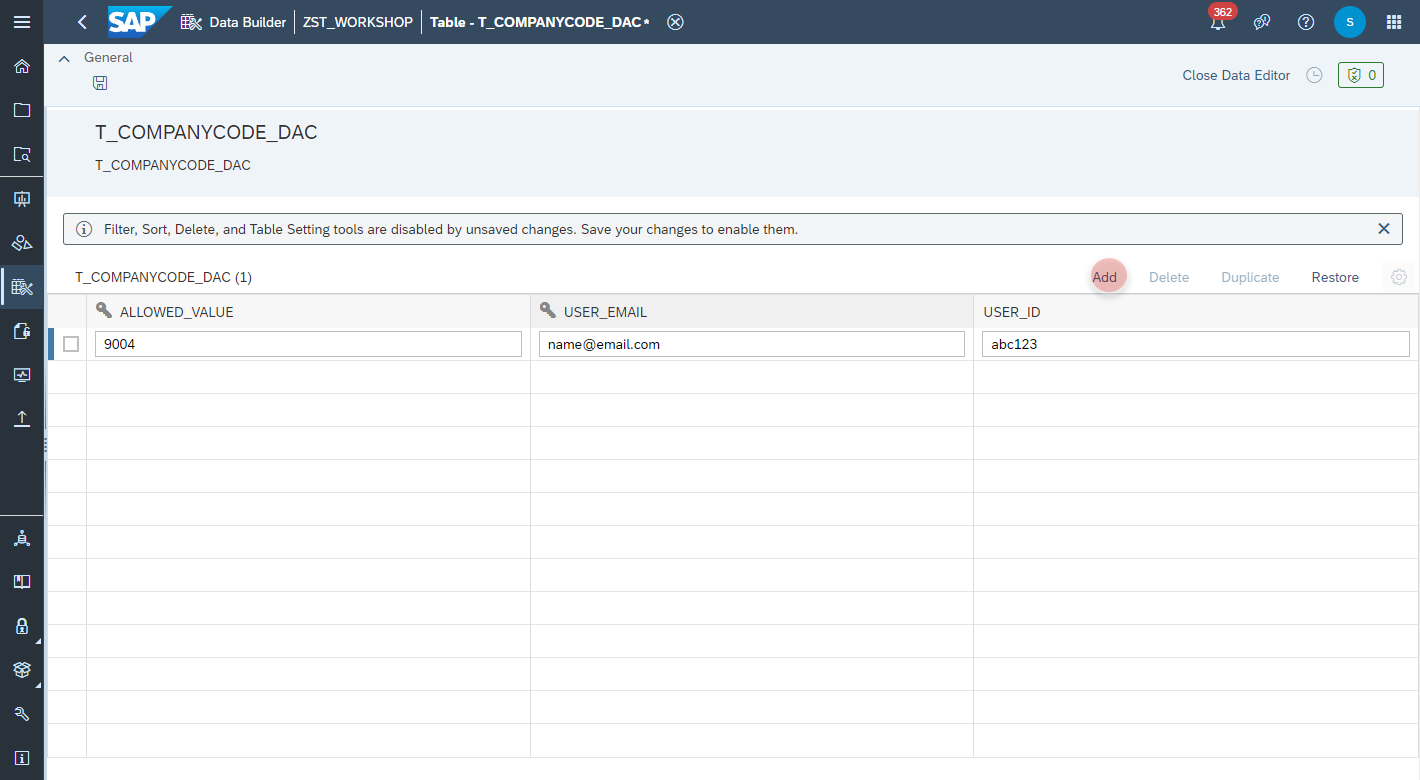 SAP Data Builder ZST_WORKSHOP Table - T_COMPANYCODE_DAC * 362 S
General
Close Data Editor 0
T_COMPANYCODE_DAC
T_COMPANYCODE_DAC
Filter, Sort, Delete, and Table Setting tools are disabled by unsaved changes. Save your changes to enable them.
T_COMPANYCODE_DAC (1) Add Delete Duplicate Restore
ALLOWED_VALUE USER_EMAIL USER_ID
9004 name@email.com abc123